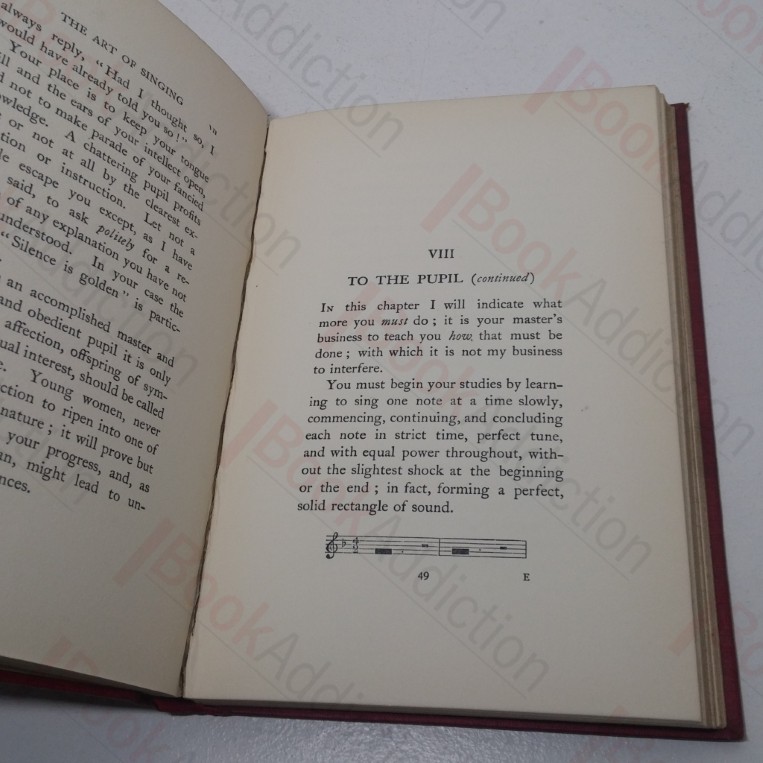 THE ART OF SINGING
always reply, "Had I thought so, I
would have already told you so!"
Your place is to keep your tongue
still and the ears of your intellect open,
not to make parade of your fancied
knowledge. A chattering pupil profits
or not at all by the clearest ex-
or instruction. Let not a
escape you except, as I have
said, to ask politely for a re-
of any explanation you have not
understood. In your case the
"Silence is golden" is partic-
an accomplished master and
and obedient pupil it is only
affection, offspring of sym-
interest, should be called
Young women, never
to ripen into one of
nature; it will prove but
your progress, and, as
might lead to un-
VIII
TO THE PUPIL (continued)
IN this chapter I will indicate what
more you must do; it is your master's
business to teach you how that must be
done; with which it is not my business
to interfere.
You must begin your studies by learn-
ing to sing one note at a time slowly,
commencing, continuing, and concluding
each note in strict time, perfect tune,
and with equal power throughout, with-
out the slightest shock at the beginning
or the end; in fact, forming a perfect,
solid rectangle of sound.
49 E
BookAddiction